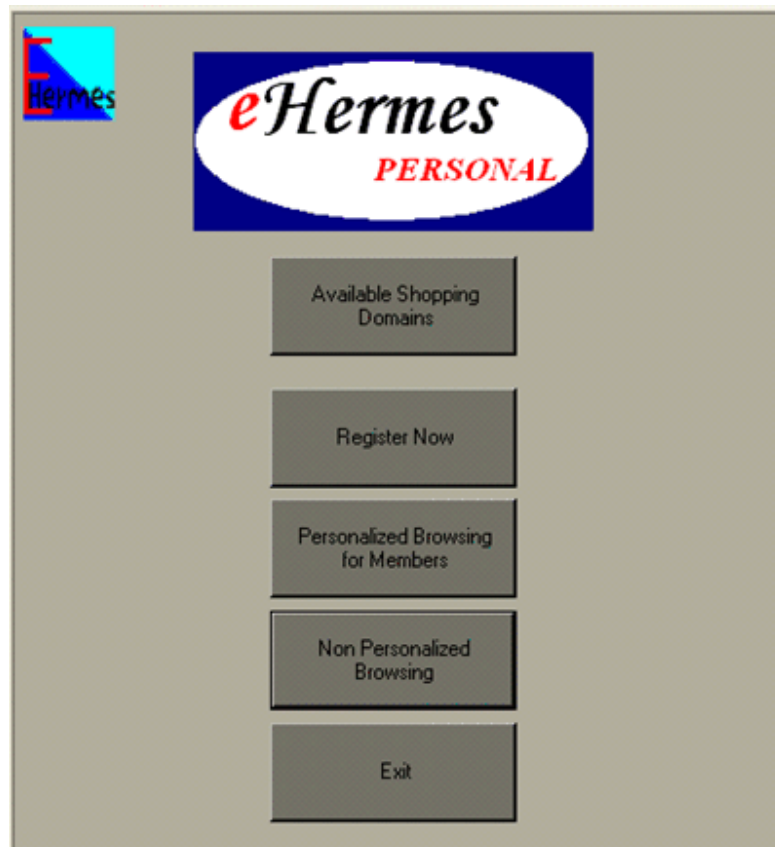 E
Hermes
eHermes
PERSONAL
Available Shopping
Domains
Register Now
Personalized Browsing
for Members
Non Personalized
Browsing
Exit